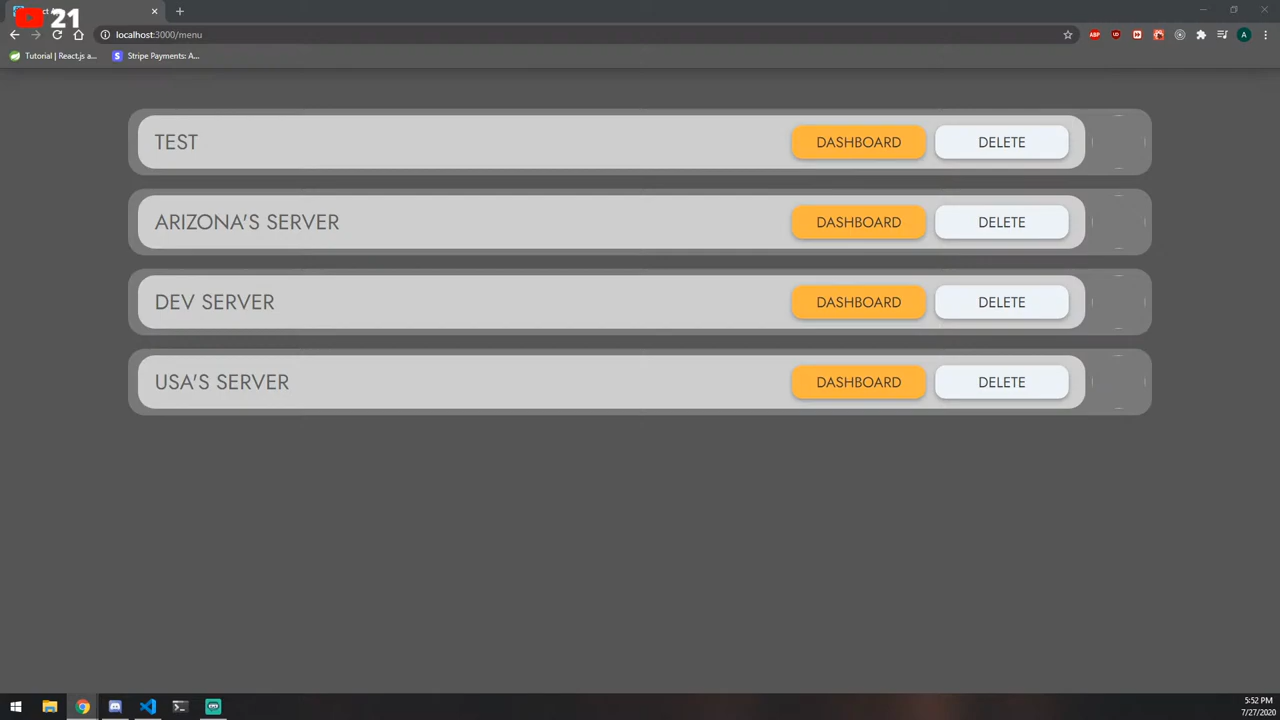 21
localhost:3000/menu
ABP
A
Tutorial | React.js a...
Stripe Payments: A...
TEST DASHBOARD DELETE
ARIZONA'S SERVER DASHBOARD DELETE
DEV SERVER DASHBOARD DELETE
USA'S SERVER DASHBOARD DELETE
5:52 PM
7/27/2020